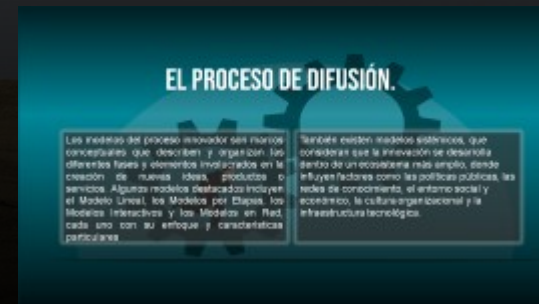 EL PROCESO DE DIFUSIÓN.
Los modelos del proceso innovador son marcos
conceptuales que describen y organizan las
diferentes fases y elementos involucrados en la
creación de nuevas ideas, productos o
servicios. Algunos modelos destacados incluyen
el Modelo Lineal, los Modelos por Etapas, los
Modelos Interactivos y los Modelos en Red,
cada uno con su enfoque y características
particulares
También existen modelos sistémicos, que
consideran que la innovación se desarrolla
dentro de un ecosistema más amplio, donde
influyen factores como las políticas públicas, las
redes de conocimiento, el entorno social y
económico, la cultura organizacional y la
infraestructura tecnológica.